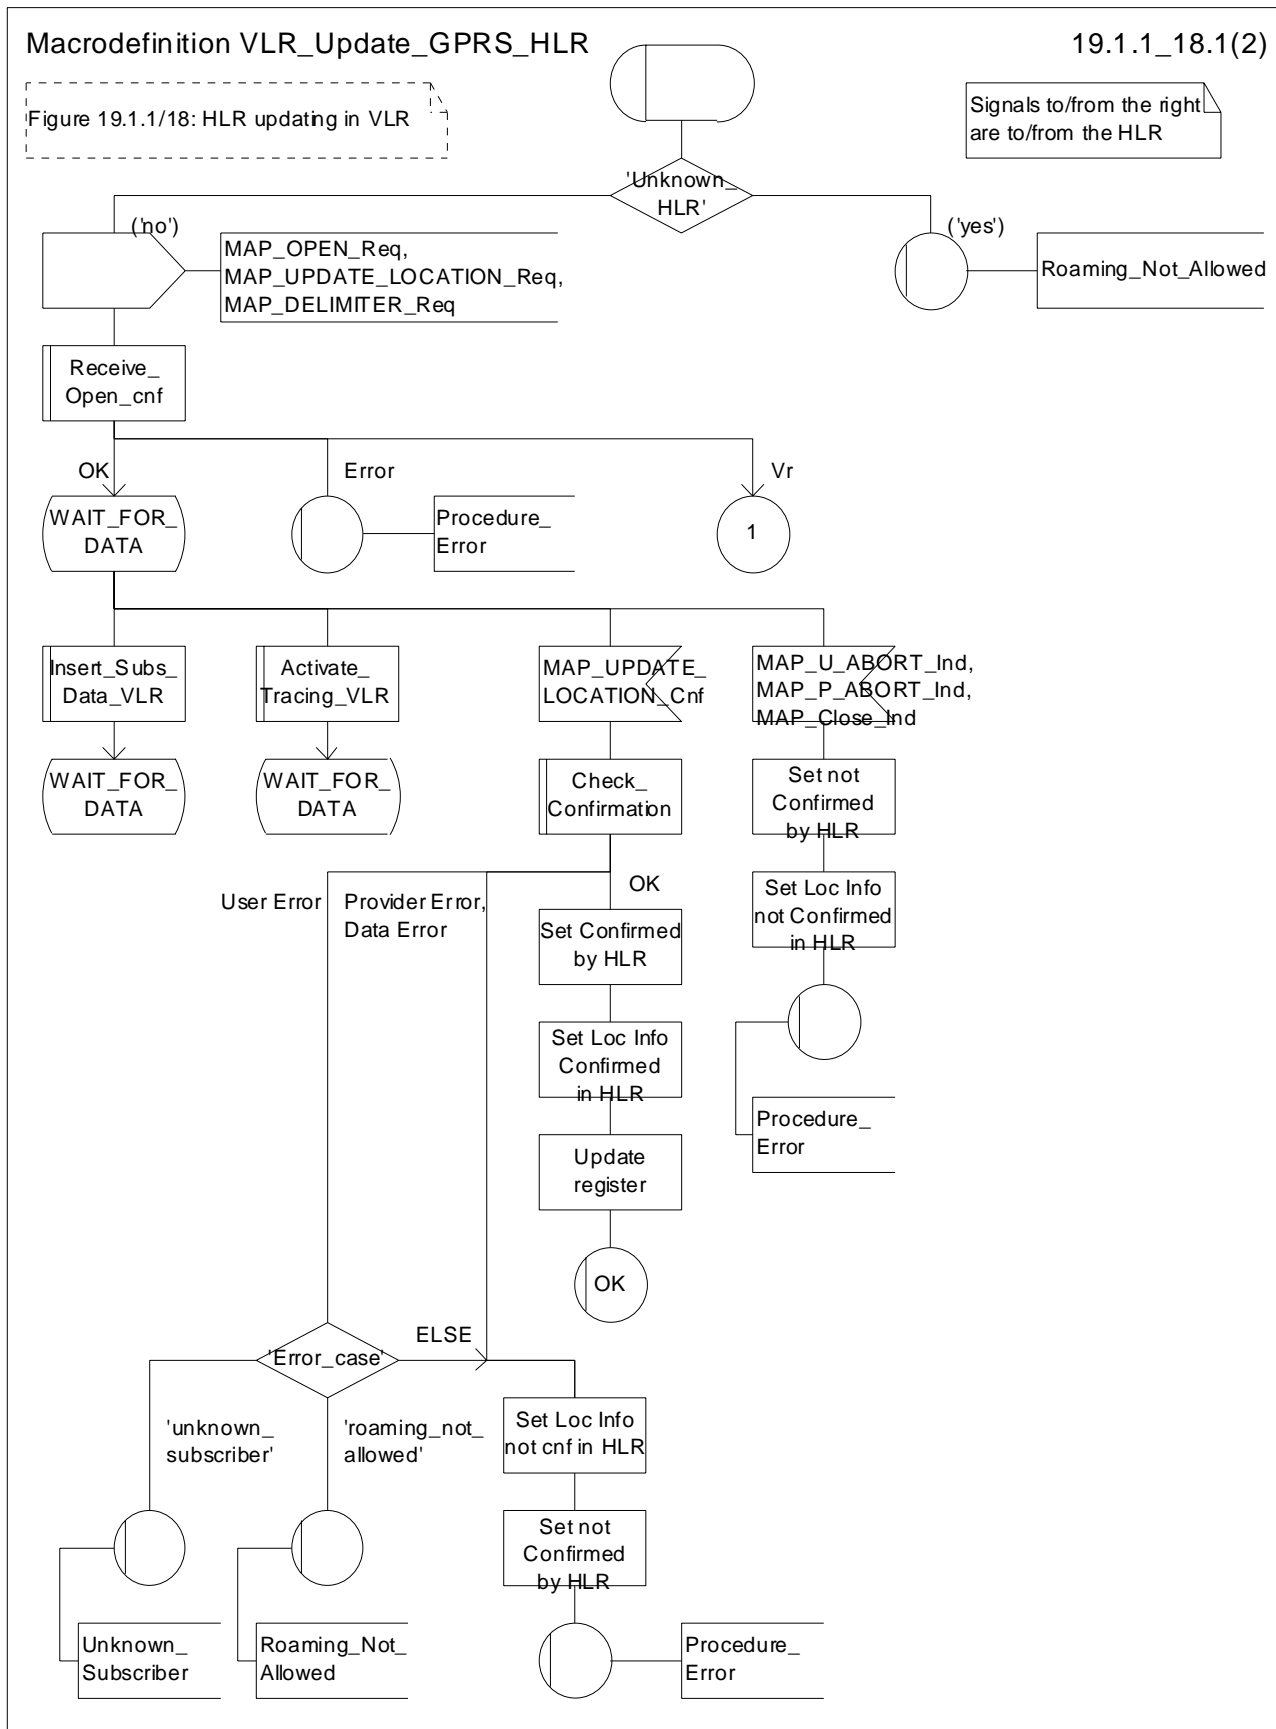 Macrodefinition VLR_Update_GPRS_HLR
19.1.1_18.1(2)
Figure 19.1.1/18: HLR updating in VLR
Signals to/from the right
are to/from the HLR
'Unknown_
HLR'
('no')
('yes')
MAP_OPEN_Req,
MAP_UPDATE_LOCATION_Req,
MAP_DELIMITER_Req
Roaming_Not_Allowed
Receive_
Open_cnf
OK
Error
Vr
WAIT_FOR_
DATA
Procedure_
Error
1
Insert_Subs_
Data_VLR
Activate_
Tracing_VLR
MAP_UPDATE_
LOCATION_Cnf
MAP_U_ABORT_Ind,
MAP_P_ABORT_Ind,
MAP_Close_Ind
WAIT_FOR_
DATA
WAIT_FOR_
DATA
Check_
Confirmation
Set not
Confirmed
by HLR
User Error
Provider Error,
Data Error
OK
Set Confirmed
by HLR
Set Loc Info
not Confirmed
in HLR
Set Loc Info
Confirmed
in HLR
Procedure_
Error
Update
register
OK
ELSE
'Error_case'
'unknown_
subscriber'
'roaming_not_
allowed'
Set Loc Info
not cnf in HLR
Set not
Confirmed
by HLR
Unknown_
Subscriber
Roaming_Not_
Allowed
Procedure_
Error